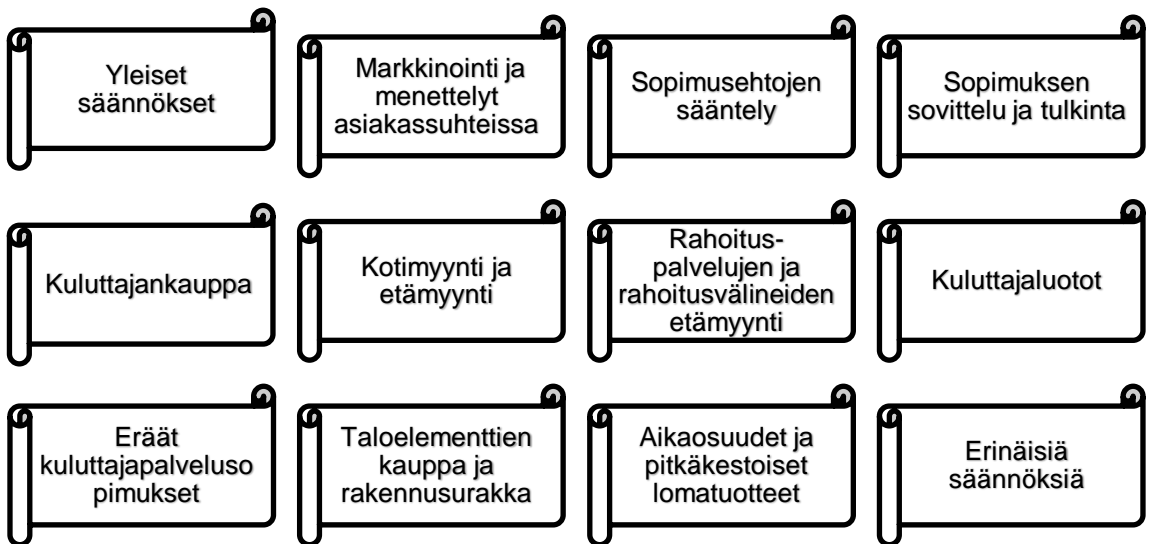 Yleiset
säännökset
Markkinointi ja
menettelyt
asiakassuhteissa
Sopimusehtojen
sääntely
Sopimuksen
sovittelu ja tulkinta
Kuluttajankauppa
Kotimyynti ja
etämyynti
Rahoitus-
palvelujen ja
rahoitusvälineiden
etämyynti
Kuluttajaluotot
Eräät
kuluttajapalveluso
pimukset
Taloelementtien
kauppa ja
rakennusurakka
Aikaosuudet ja
pitkäkestoiset
lomatuotteet
Erinäisiä
säännöksiä